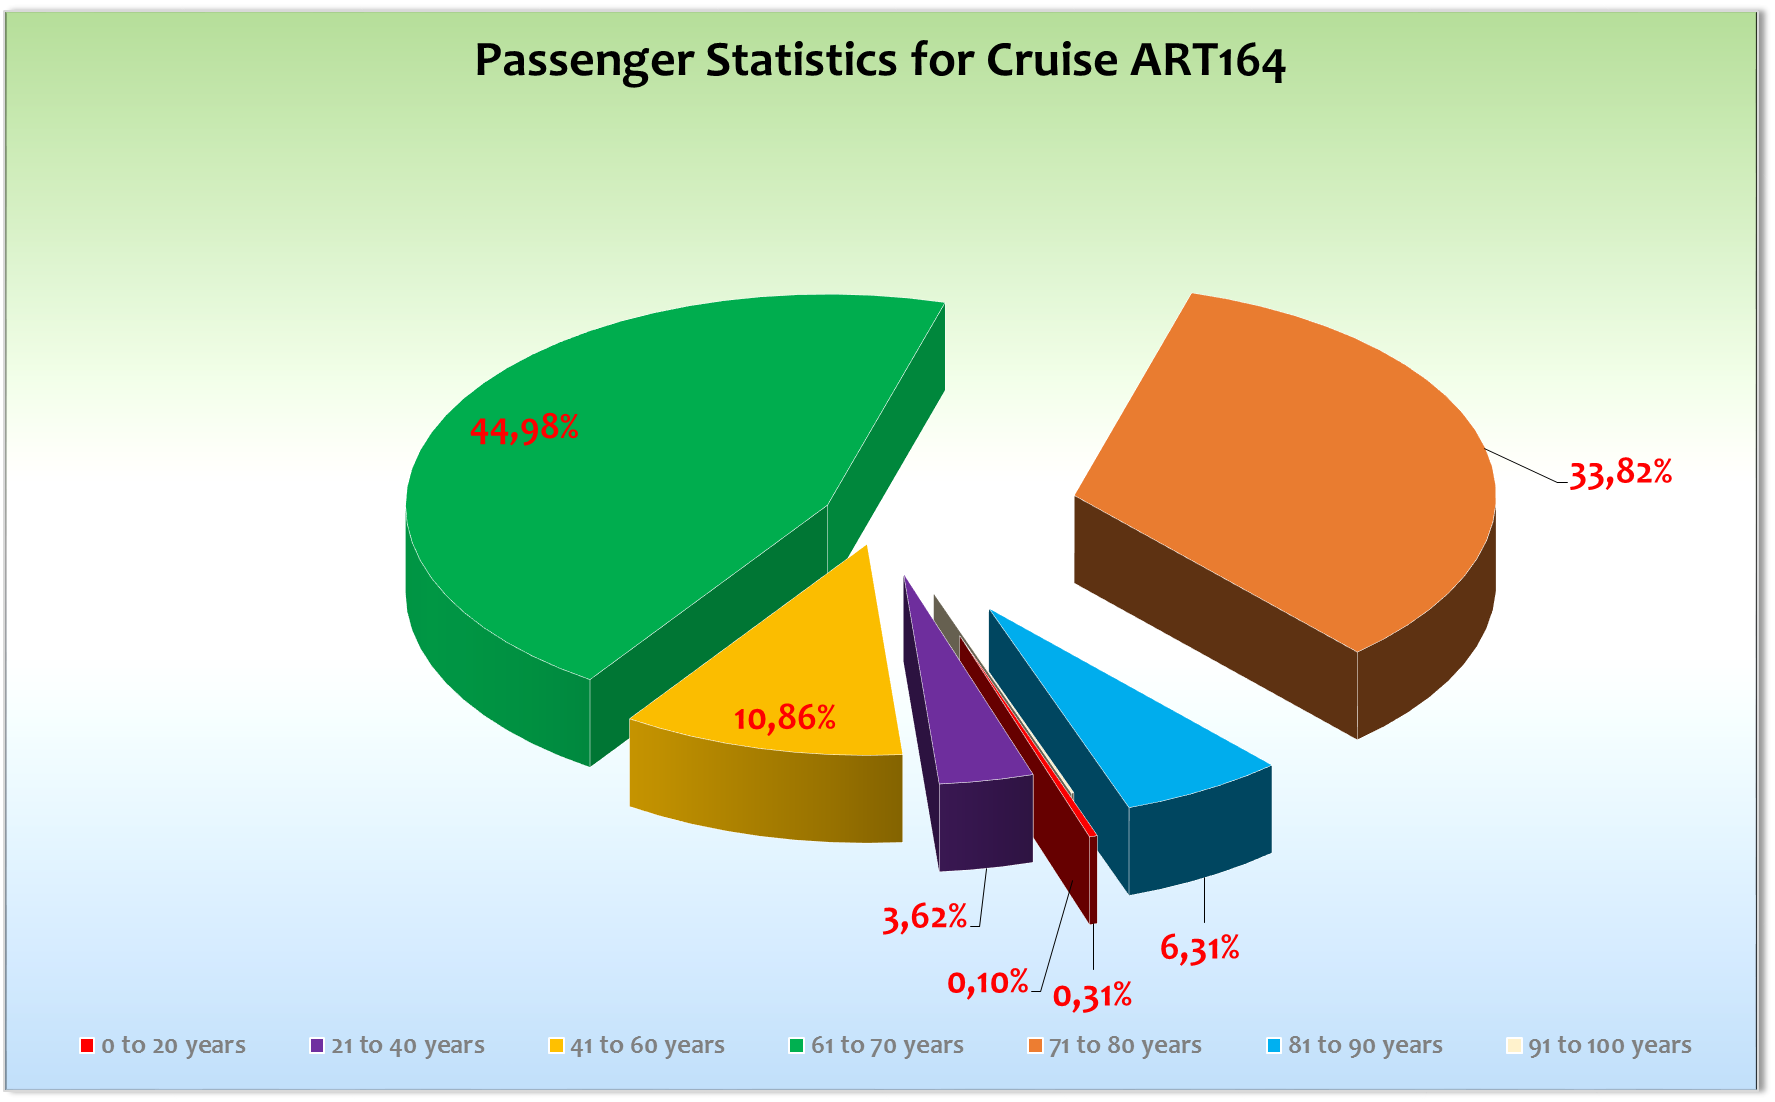 Passenger Statistics for Cruise ART164
44,98%
33,82%
10,86%
3,62%
6,31%
0,10%
0,31%
0 to 20 years
21 to 40 years
41 to 60 years
61 to 70 years
71 to 80 years
81 to 90 years
91 to 100 years